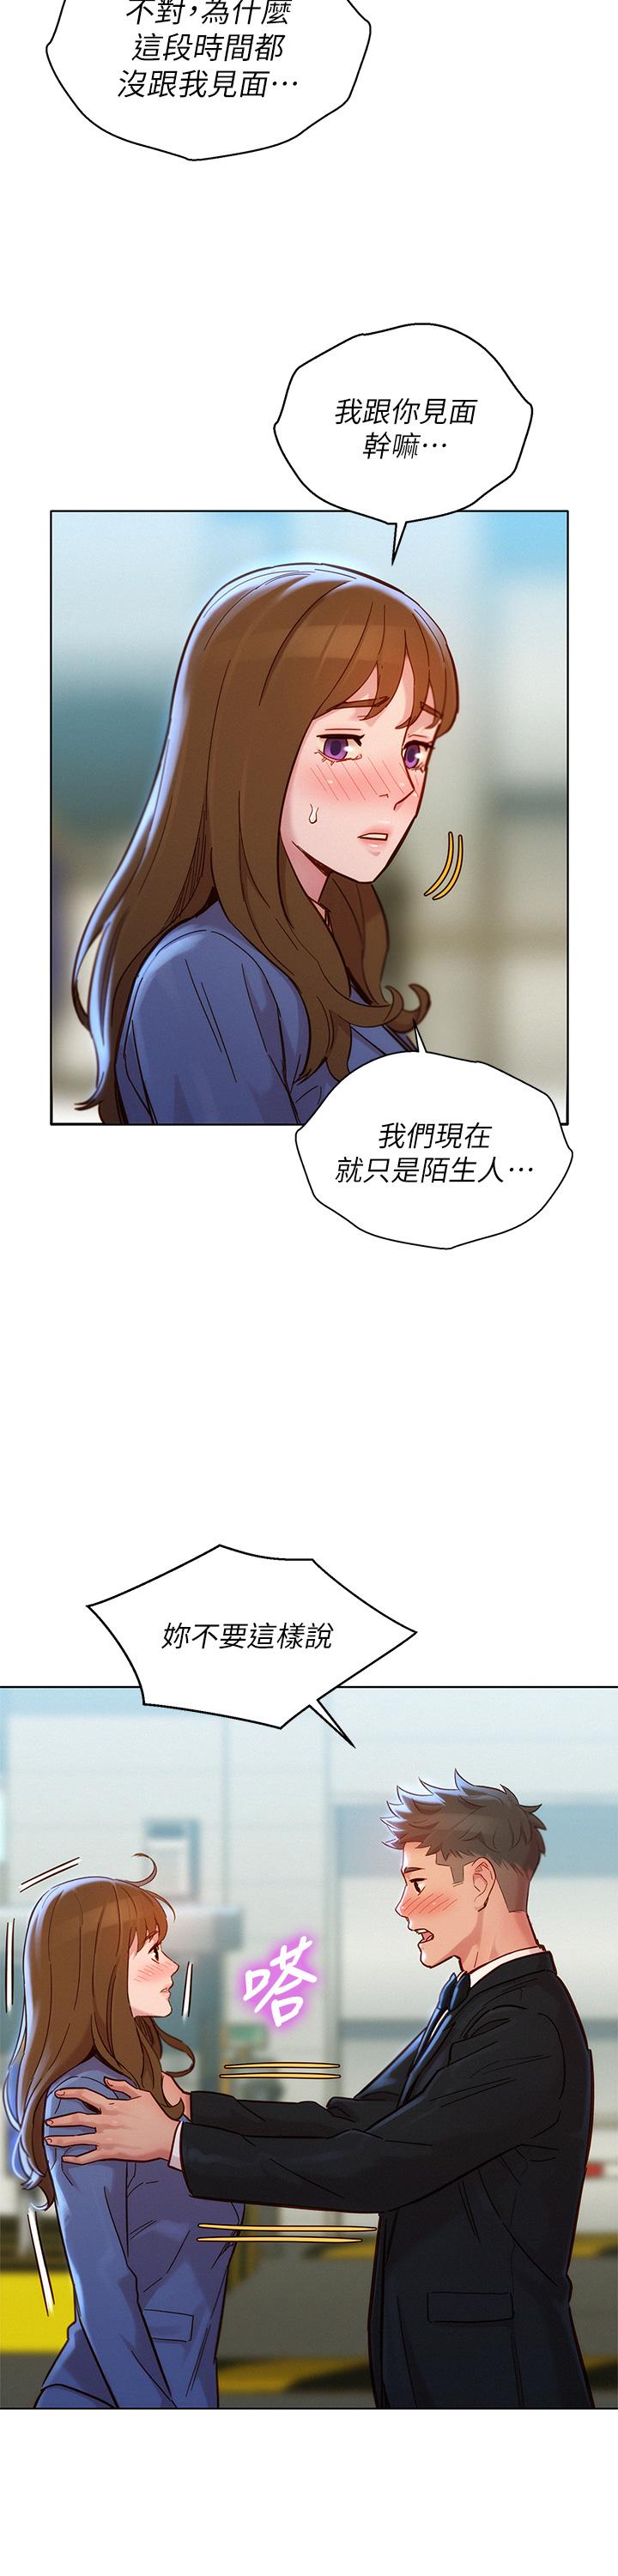 不對，為什麼
這段時間都
沒跟我見面…
我跟你見面
幹嘛…
我們現在
就只是陌生人…
妳不要這樣說
嗒